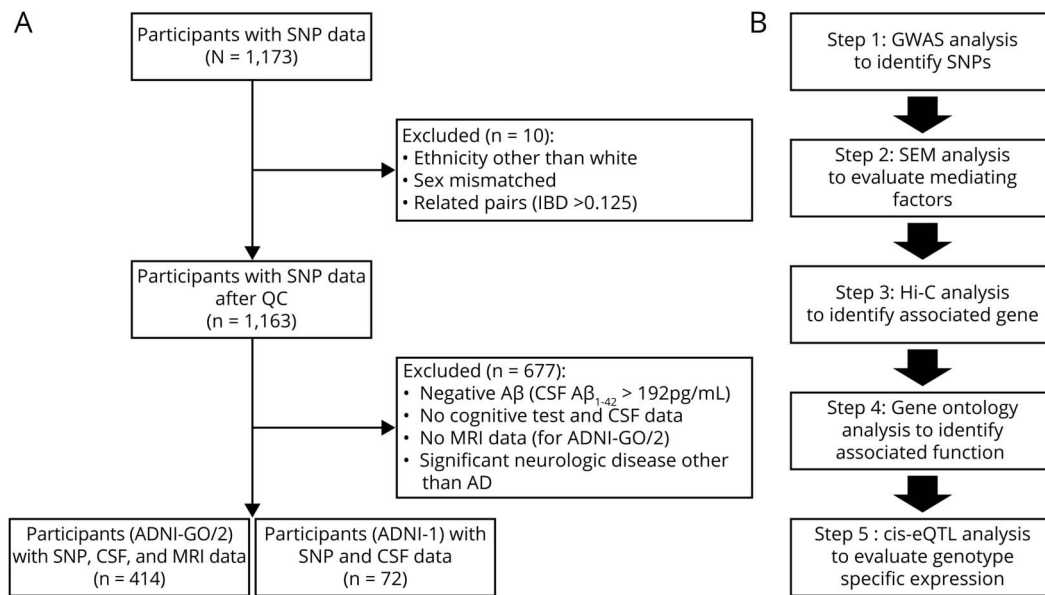 A
Participants with SNP data
(N = 1,173)
Excluded (n = 10):
• Ethnicity other than white
• Sex mismatched
• Related pairs (IBD >0.125)
Participants with SNP data
after QC
(n = 1,163)
Excluded (n = 677):
• Negative Aβ (CSF Aβ₁₋₄₂ > 192pg/mL)
• No cognitive test and CSF data
• No MRI data (for ADNI-GO/2)
• Significant neurologic disease other
than AD
Participants (ADNI-GO/2)
with SNP, CSF, and MRI data
(n = 414)
Participants (ADNI-1) with
SNP and CSF data
(n = 72)
B
Step 1: GWAS analysis
to identify SNPs
Step 2: SEM analysis
to evaluate mediating
factors
Step 3: Hi-C analysis
to identify associated gene
Step 4: Gene ontology
analysis to identify
associated function
Step 5 : cis-eQTL analysis
to evaluate genotype
specific expression